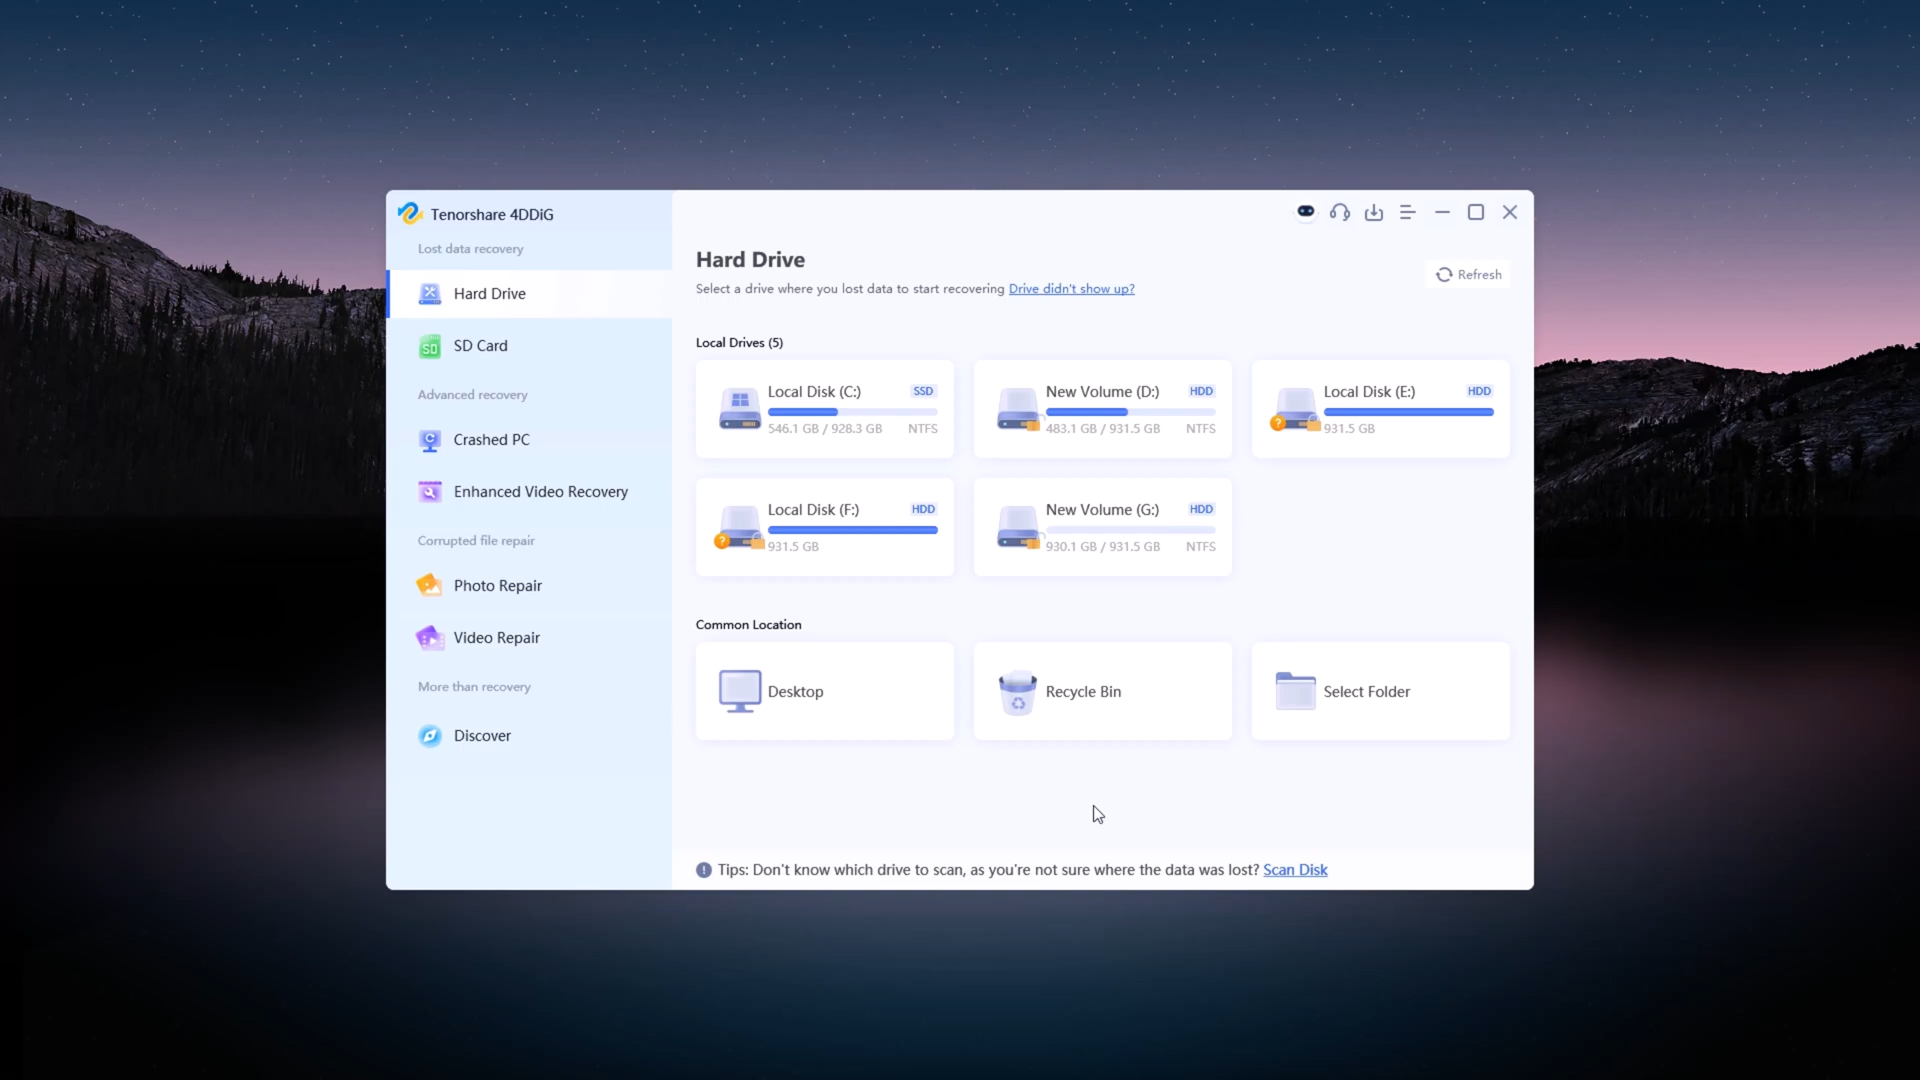 Tenorshare 4DDiG
Lost data recovery
Hard Drive
SD Card
SD
Advanced recovery
Crashed PC
Enhanced Video Recovery
Corrupted file repair
Photo Repair
Video Repair
More than recovery
Discover
Hard Drive
Select a drive where you lost data to start recovering Drive didn't show up?
Refresh
Local Drives (5)
Local Disk (C:) SSD
546.1 GB / 928.3 GB NTFS
New Volume (D:) HDD
483.1 GB / 931.5 GB NTFS
Local Disk (E:) HDD
?
931.5 GB
Local Disk (F:) HDD
?
931.5 GB
New Volume (G:) HDD
930.1 GB / 931.5 GB NTFS
Common Location
Desktop
Recycle Bin
Select Folder
! Tips: Don't know which drive to scan, as you're not sure where the data was lost? Scan Disk